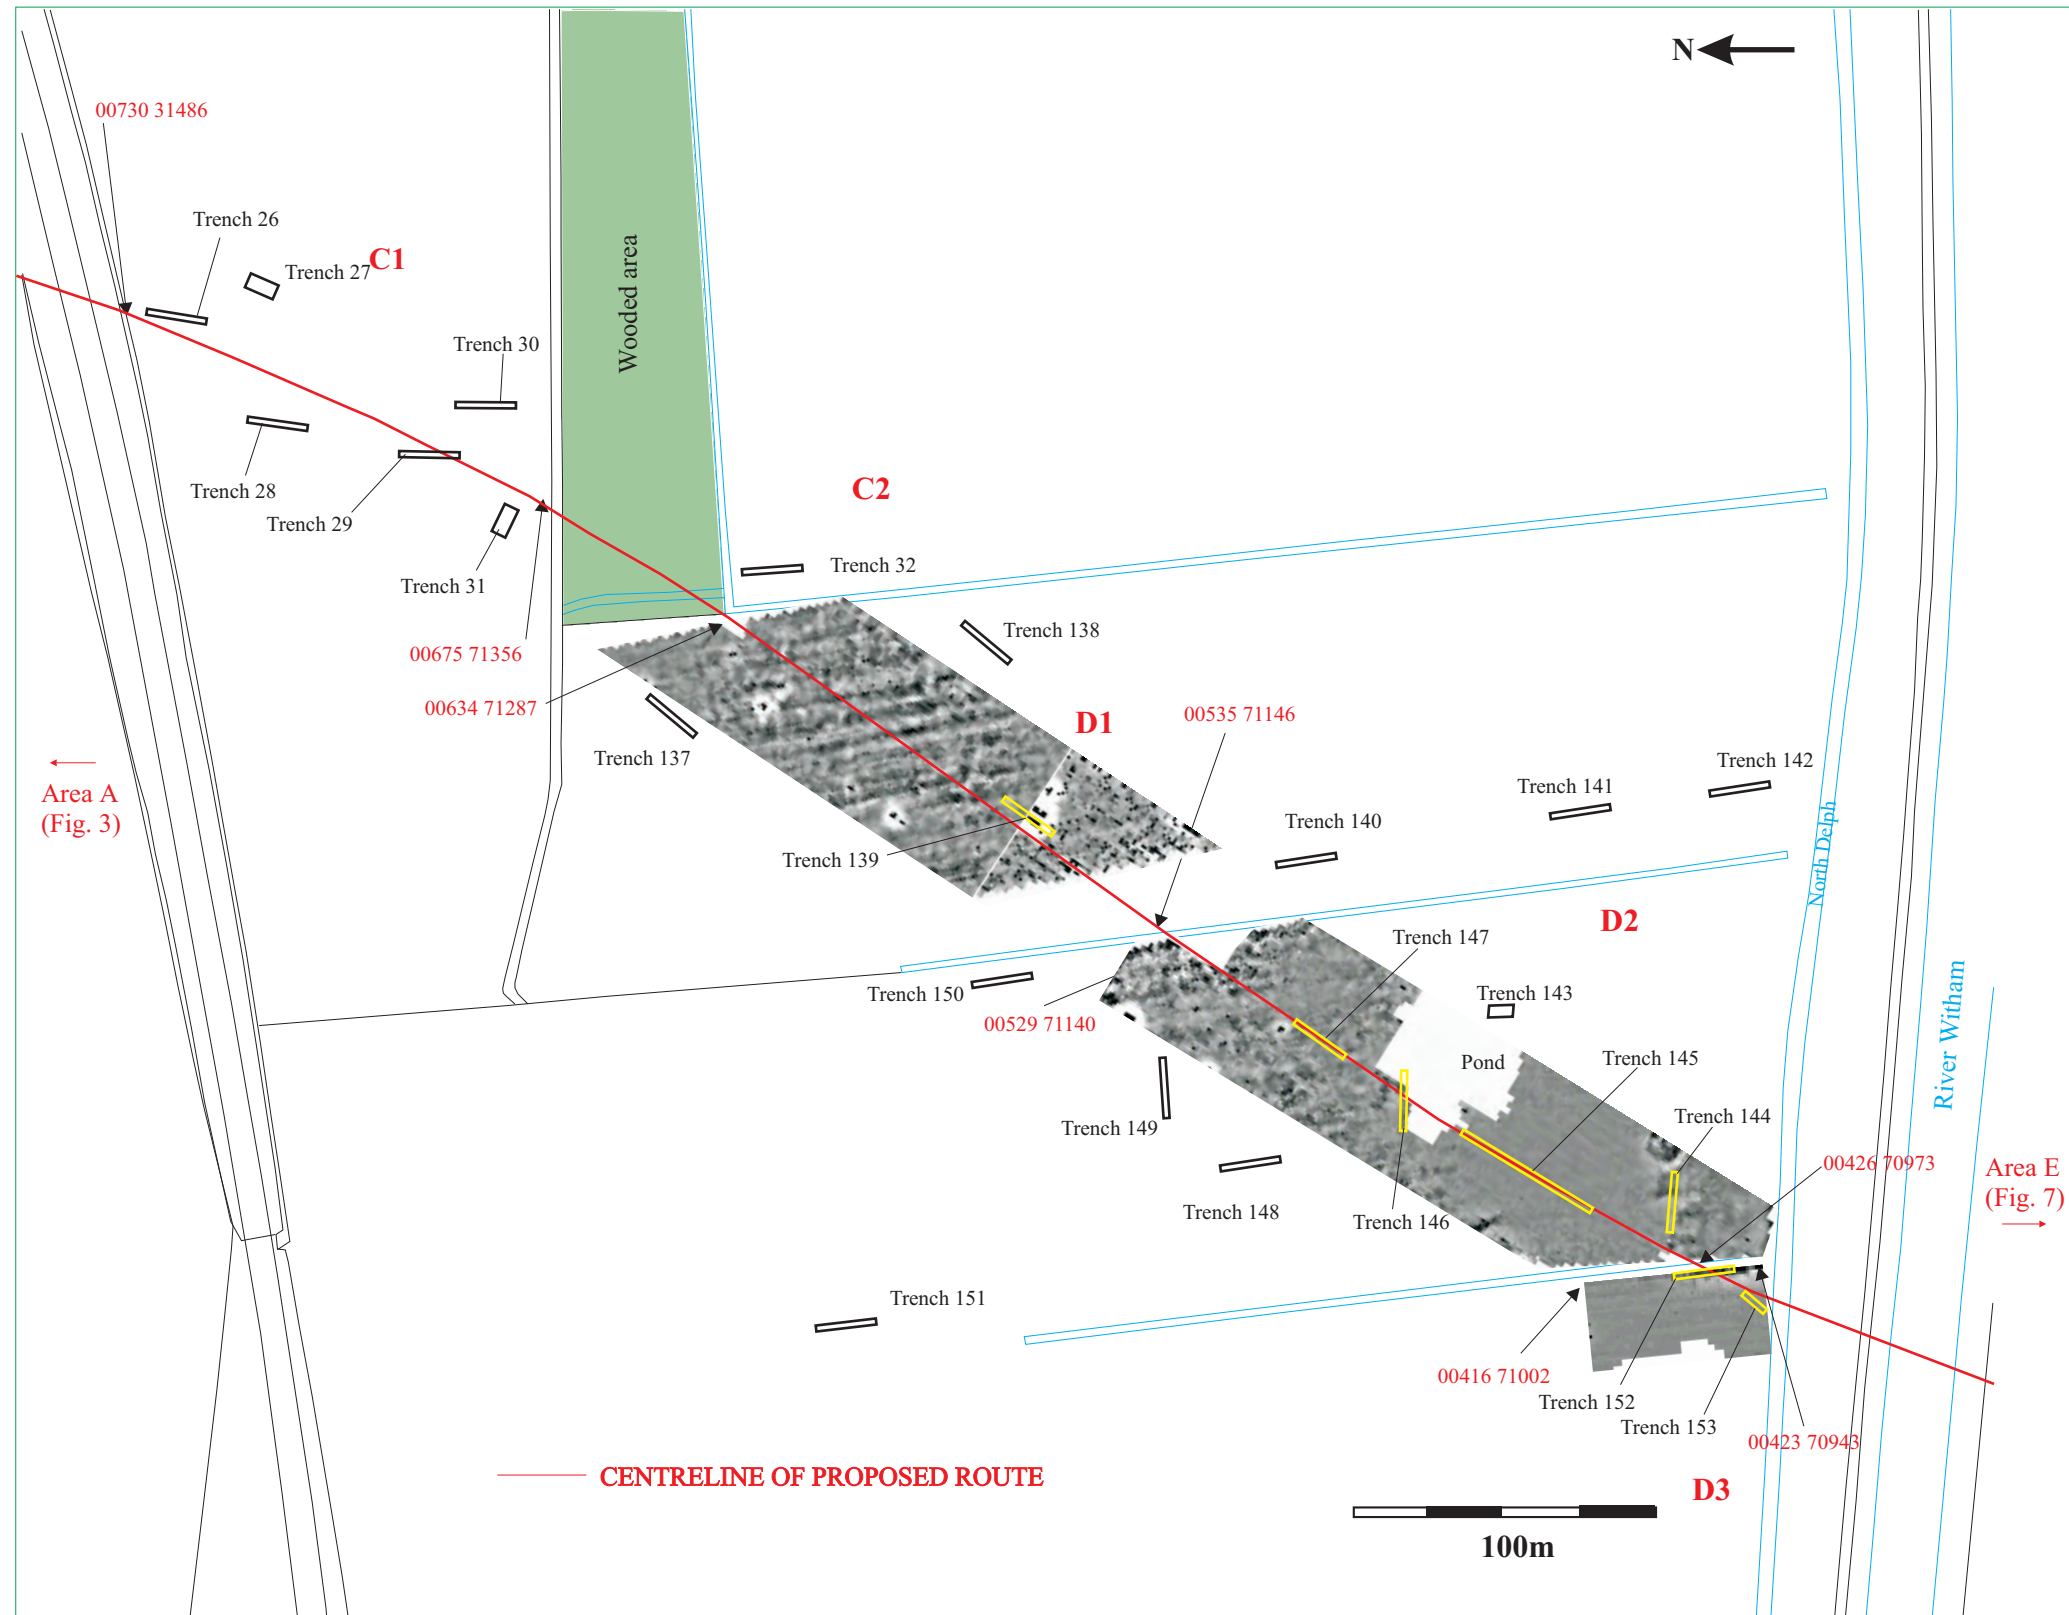 N
00730 31486
Trench 26
C1
Trench 27
Wooded area
Trench 30
Trench 28
Trench 29
C2
Trench 32
Trench 31
Trench 138
00675 71356
00634 71287
D1
00535 71146
Trench 137
Trench 142
Trench 141
Area A
(Fig. 3)
Trench 140
North Delph
Trench 139
D2
Trench 147
Trench 150
Trench 143
00529 71140
River Witham
Pond
Trench 145
Trench 149
Trench 144
00426 70973
Area E
(Fig. 7)
Trench 148
Trench 146
Trench 151
00416 71002
Trench 152
Trench 153
00423 70943
CENTRELINE OF PROPOSED ROUTE
D3
100m